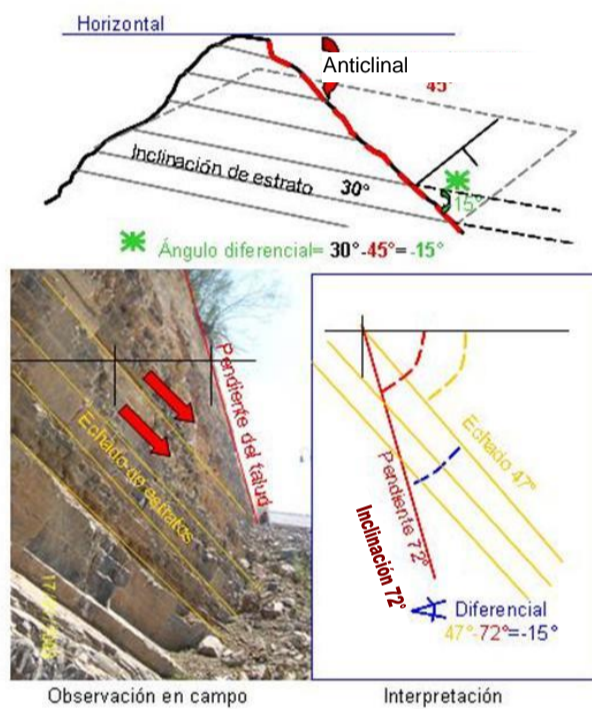 Horizontal
Anticlinal
45°
Inclinación de estrato 30°
15°
Ángulo diferencial= 30°-45°=-15°
Pendiente del talud
Echado de estratos
Echado 47°
Pendiente 72°
Inclinación 72°
Diferencial
47°-72°=-15°
Observación en campo
Interpretación